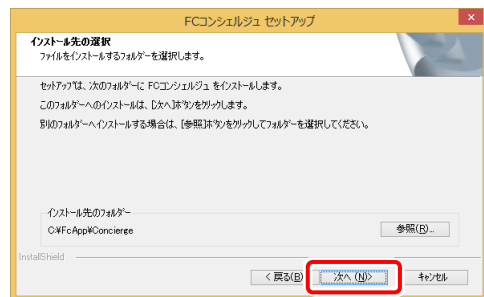 FCコンシェルジュ セットアップ
インストール先の選択
ファイルをインストールするフォルダーを選択します。
セットアップは、次のフォルダーに FCコンシェルジュ をインストールします。
このフォルダーへのインストールは、[次へ]ボタンをクリックします。
別のフォルダーへインストールする場合は、[参照]ボタンをクリックしてフォルダーを選択してください。
インストール先のフォルダー
C:¥FcApp¥Concierge
参照(R)...
InstallShield
< 戻る(B)
次へ (N)>
キャンセル